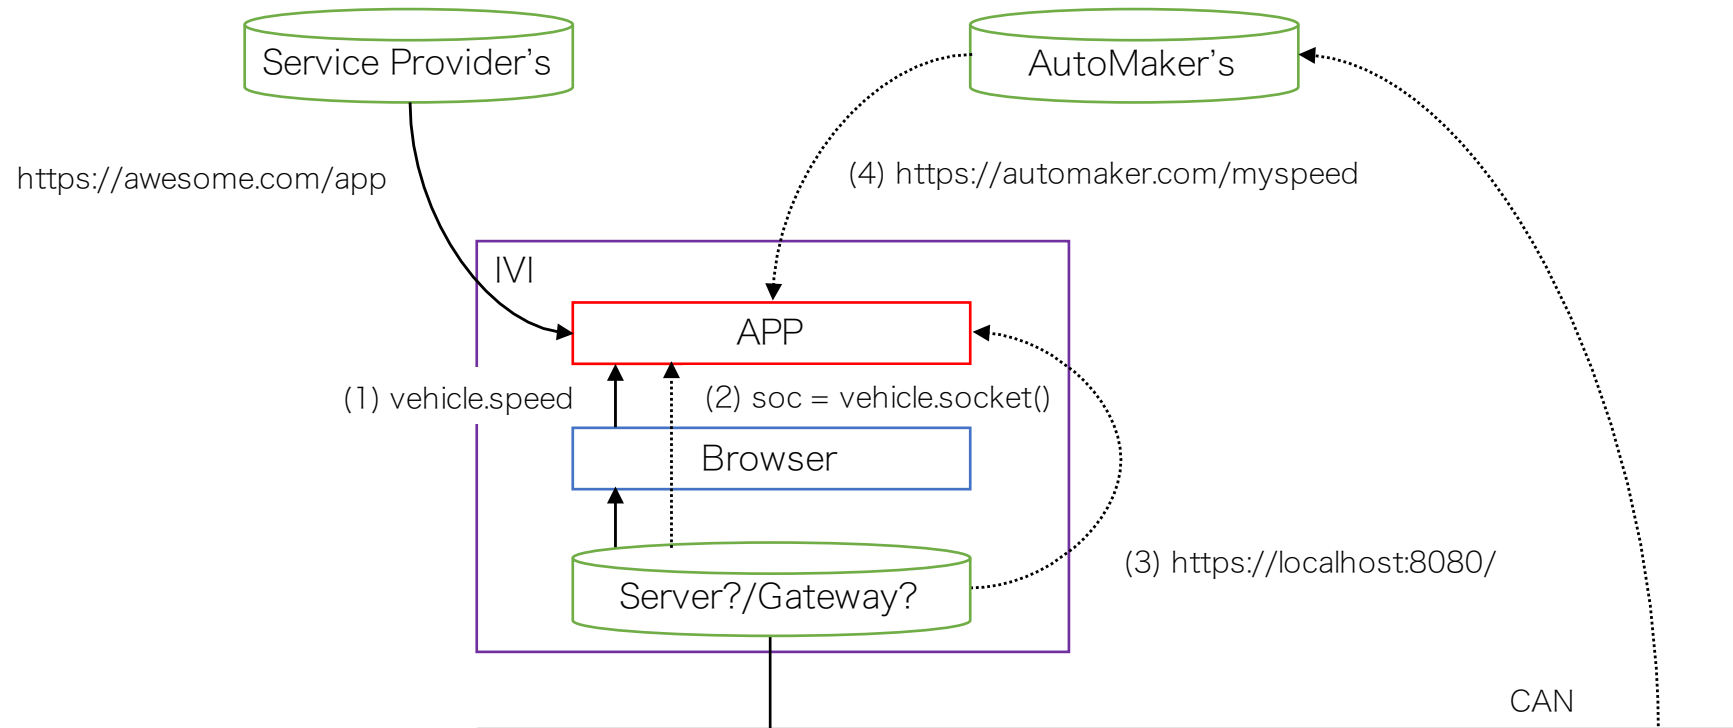 Service Provider's
AutoMaker's
https://awesome.com/app
(4) https://automaker.com/myspeed
IVI
APP
(1) vehicle.speed
(2) soc = vehicle.socket()
Browser
(3) https://localhost:8080/
Server?/Gateway?
CAN